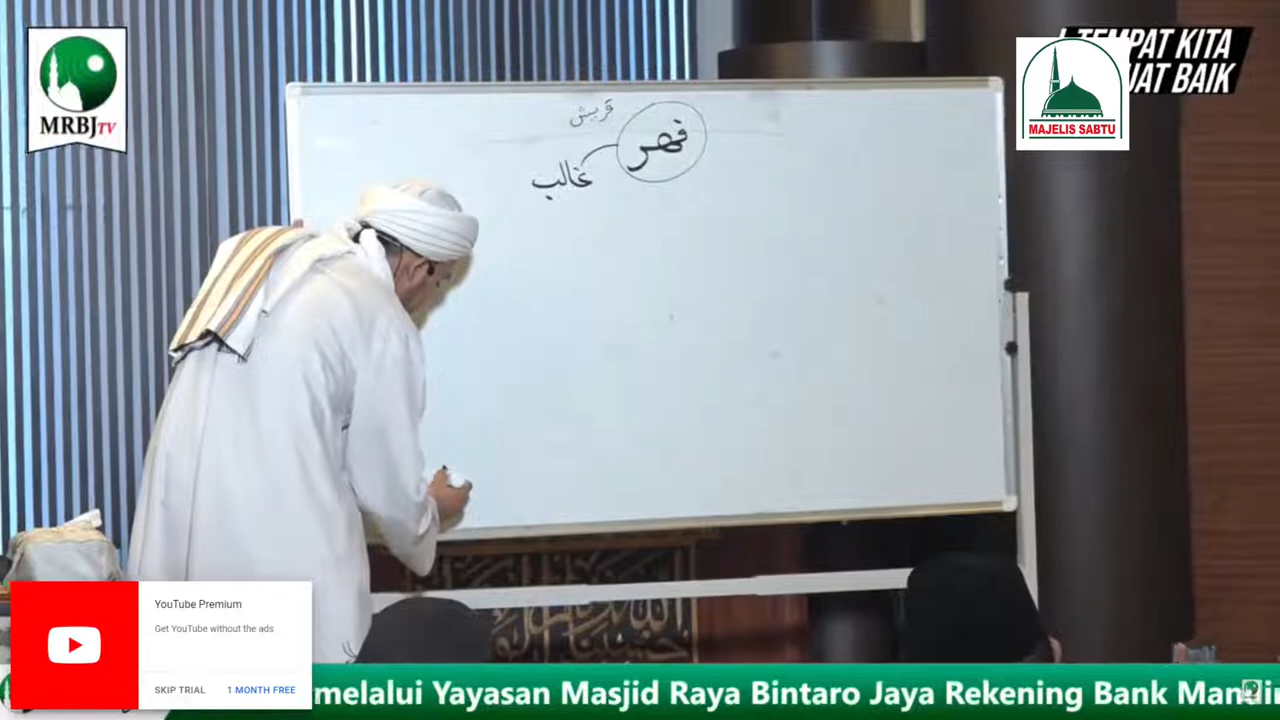 MRBJTV
TEMPAT KITA
UAT BAIK
MAJELIS SABTU
قريش
فهر
غالب
YouTube Premium
Get YouTube without the ads
SKIP TRIAL
1 MONTH FREE
melalui Yayasan Masjid Raya Bintaro Jaya Rekening Bank Mandir